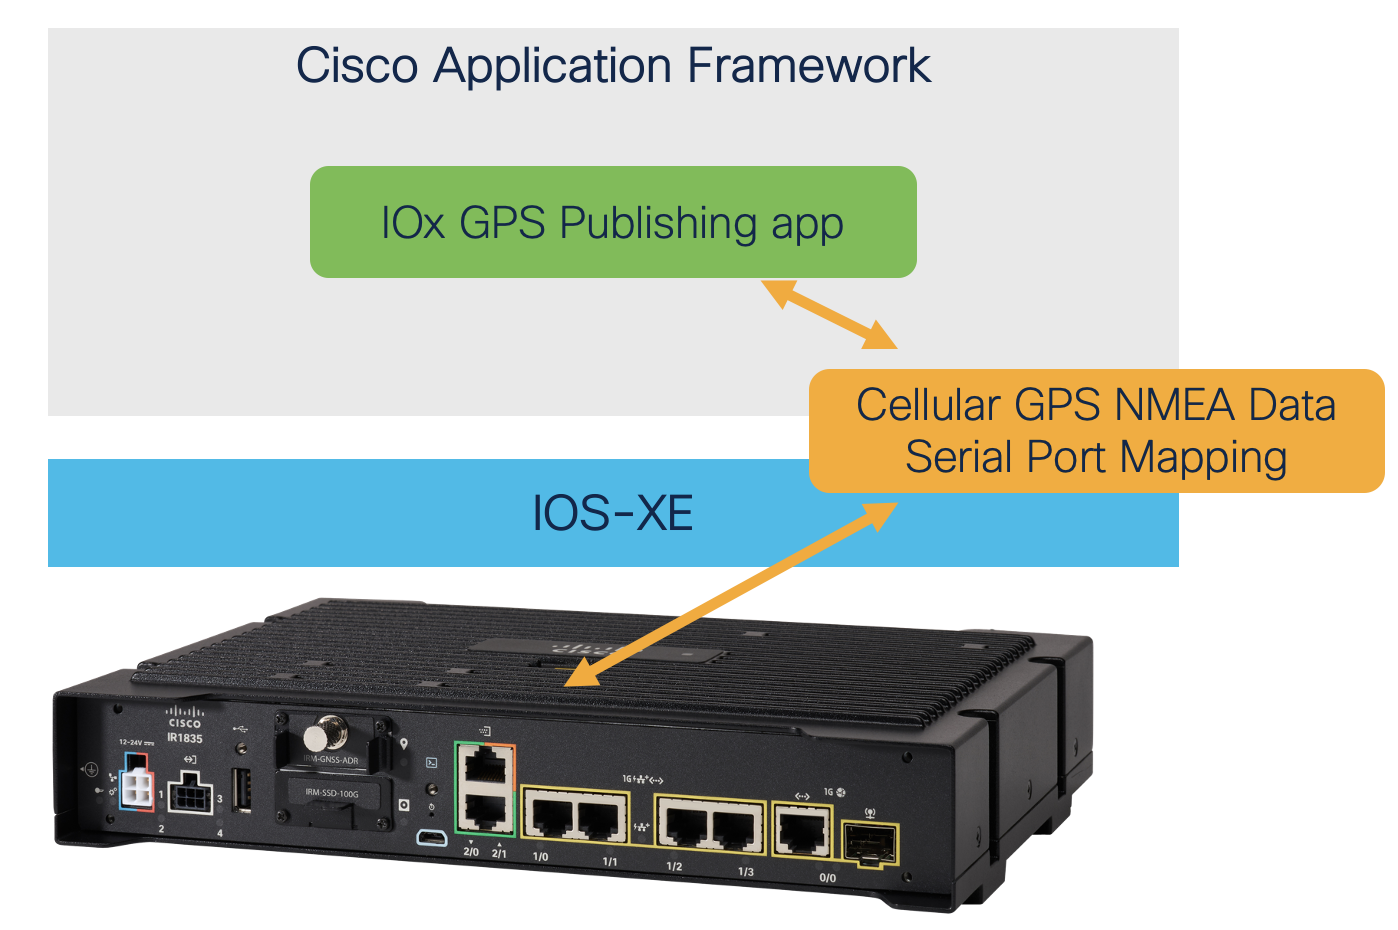 Cisco Application Framework
IOx GPS Publishing app
Cellular GPS NMEA Data
Serial Port Mapping
IOS-XE
CISCO
CISCO
IR1835
12-24V
IRM-GNSS-ADR
IRM-SSD-100G
1 3
2 4
1G
1G
2/0 2/1 1/0 1/1 1/2 1/3 0/0